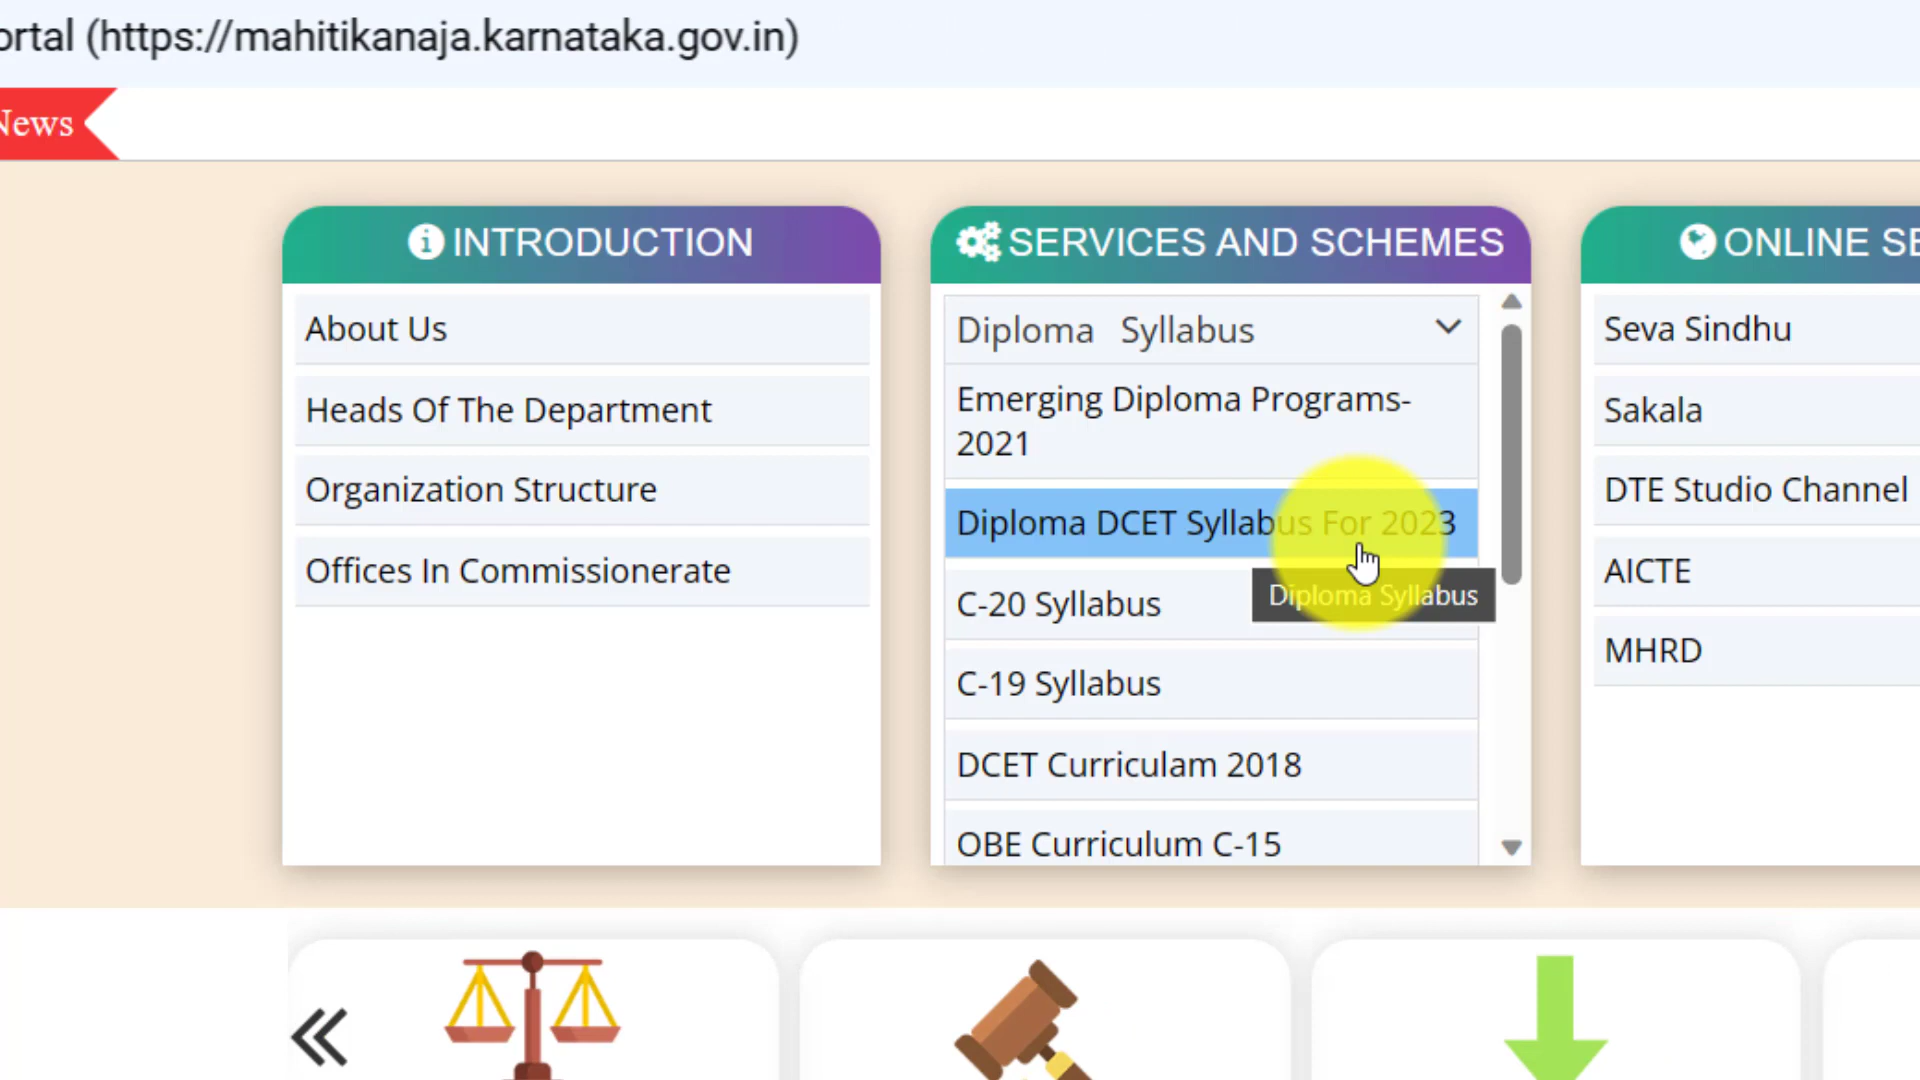 ortal (https://mahitikanaja.karnataka.gov.in)
News
INTRODUCTION
About Us
Heads Of The Department
Organization Structure
Offices In Commissionerate
SERVICES AND SCHEMES
Diploma Syllabus
Emerging Diploma Programs-
2021
Diploma DCET Syllabus For 2023
Diploma Syllabus
C-20 Syllabus
C-19 Syllabus
DCET Curriculam 2018
OBE Curriculum C-15
ONLINE SE
Seva Sindhu
Sakala
DTE Studio Channel
AICTE
MHRD